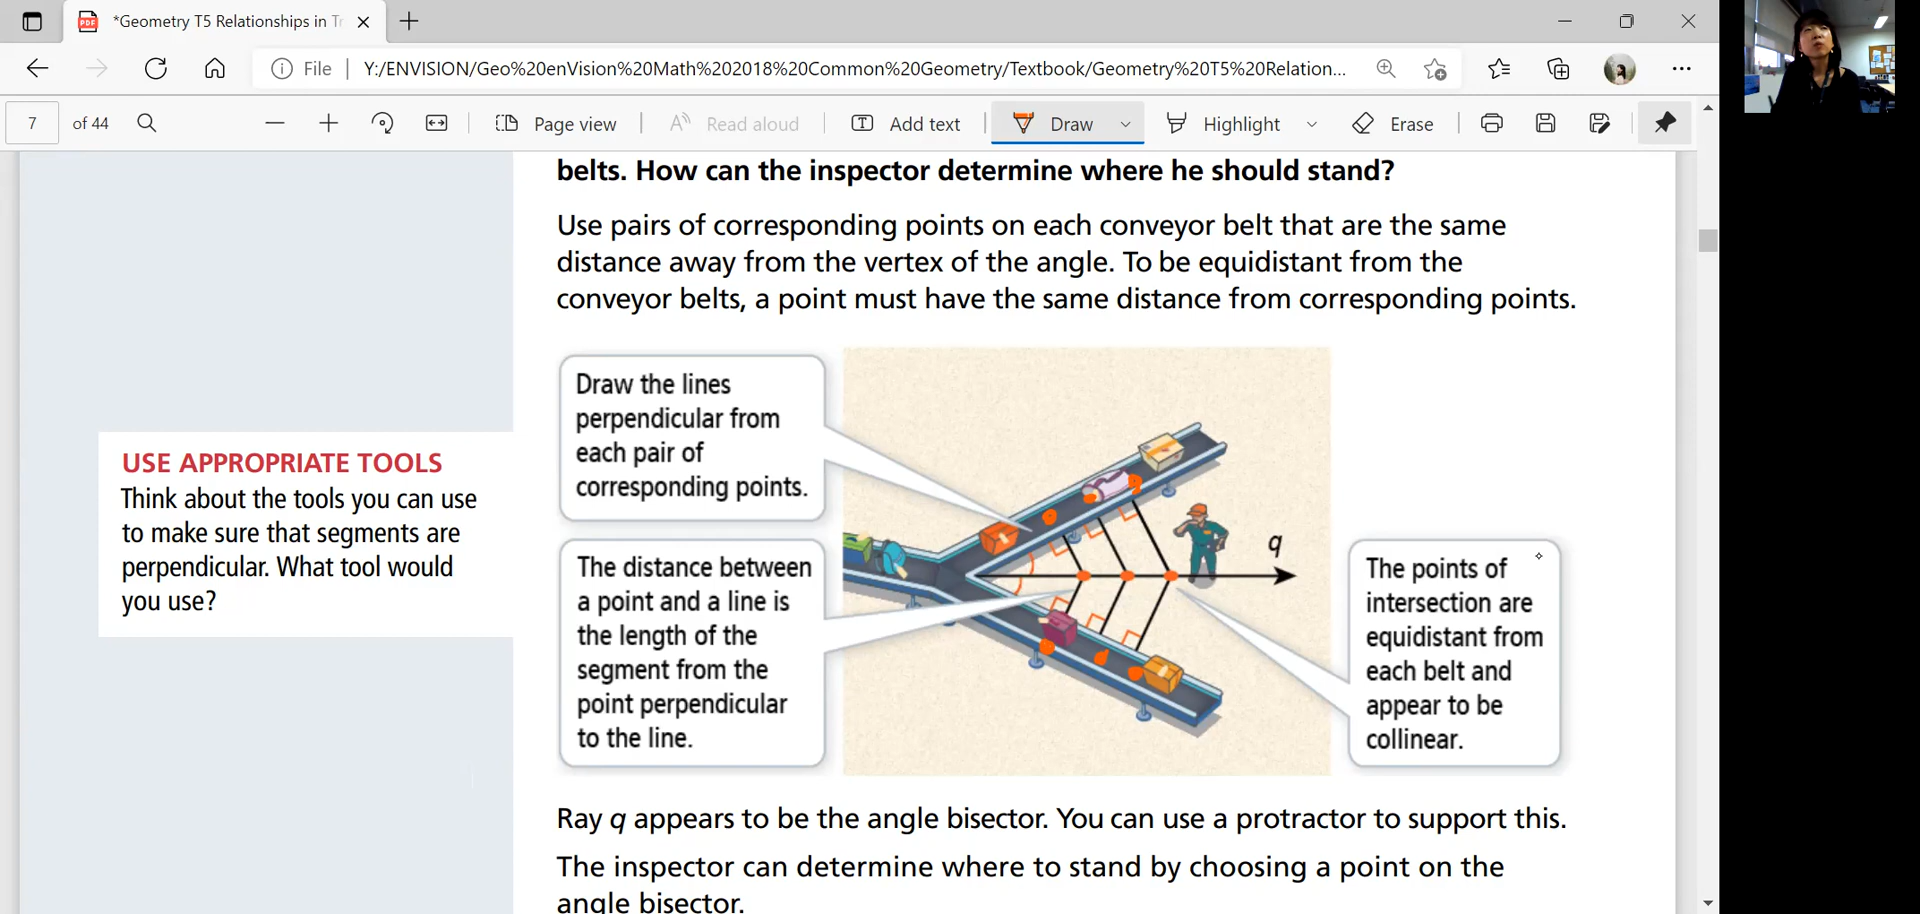 *Geometry T5 Relationships in Tr
File
Y:/ENVISION/Geo%20enVision%20Math%202018%20Common%20Geometry/Textbook/Geometry%20T5%20Relation...
7 of 44
Page view
Read aloud
Add text
Draw
Highlight
Erase
belts. How can the inspector determine where he should stand?
Use pairs of corresponding points on each conveyor belt that are the same
distance away from the vertex of the angle. To be equidistant from the
conveyor belts, a point must have the same distance from corresponding points.
Draw the lines
perpendicular from
each pair of
corresponding points.
USE APPROPRIATE TOOLS
Think about the tools you can use
to make sure that segments are
perpendicular. What tool would
you use?
The distance between
a point and a line is
the length of the
segment from the
point perpendicular
to the line.
q
The points of
intersection are
equidistant from
each belt and
appear to be
collinear.
Ray q appears to be the angle bisector. You can use a protractor to support this.
The inspector can determine where to stand by choosing a point on the
angle bisector.